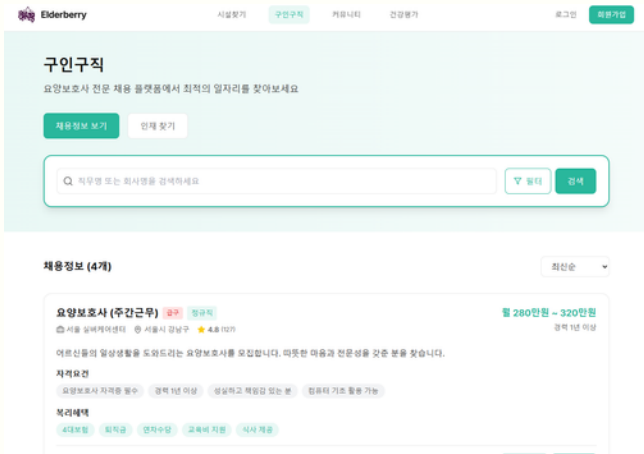 Elderberry
시설찾기 구인구직 커뮤니티 건강평가 로그인 회원가입
구인구직
요양보호사 전문 채용 플랫폼에서 최적의 일자리를 찾아보세요
채용정보 보기 인재 찾기
직무명 또는 회사명을 검색하세요 필터 검색
채용정보 (4개) 최신순
요양보호사 (주간근무) 급구 정규직 월 280만원 ~ 320만원
서울 실버케어센터 서울시 강남구 4.8 (127) 경력 1년 이상
어르신들의 일상생활을 도와드리는 요양보호사를 모집합니다. 따뜻한 마음과 전문성을 갖춘 분을 찾습니다.
자격요건
요양보호사 자격증 필수 경력 1년 이상 성실하고 책임감 있는 분 컴퓨터 기초 활용 가능
복리혜택
4대보험 퇴직금 연차수당 교육비 지원 식사 제공